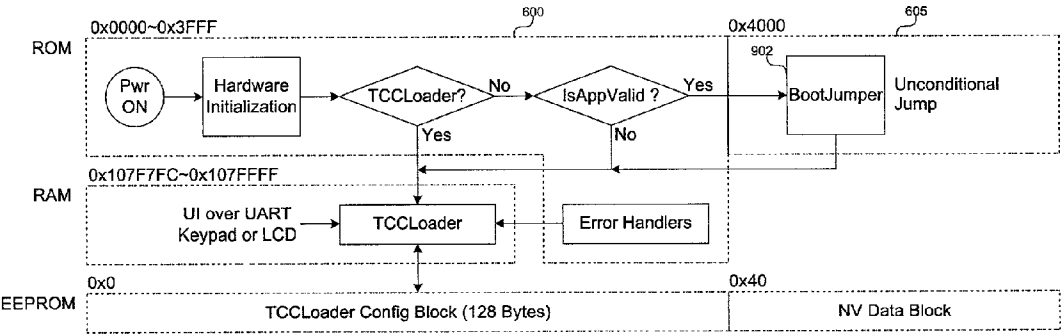 600
605
0x0000~0x3FFF
0x4000
ROM
902
Pwr
ON
Hardware
Initialization
TCCLoader?
No
IsAppValid ?
Yes
BootJumper
Unconditional
Jump
Yes
No
0x107F7FC~0x107FFFF
RAM
UI over UART
Keypad or LCD
TCCLoader
Error Handlers
0x0
0x40
EEPROM
TCCLoader Config Block (128 Bytes)
NV Data Block